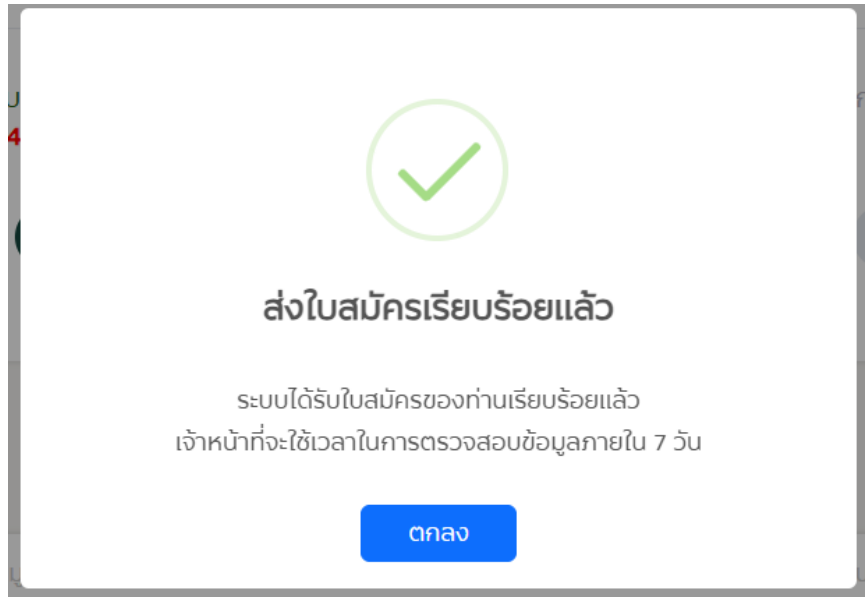 ส่งใบสมัครเรียบร้อยแล้ว
ระบบได้รับใบสมัครของท่านเรียบร้อยแล้ว
เจ้าหน้าที่จะใช้เวลาในการตรวจสอบข้อมูลภายใน 7 วัน
ตกลง